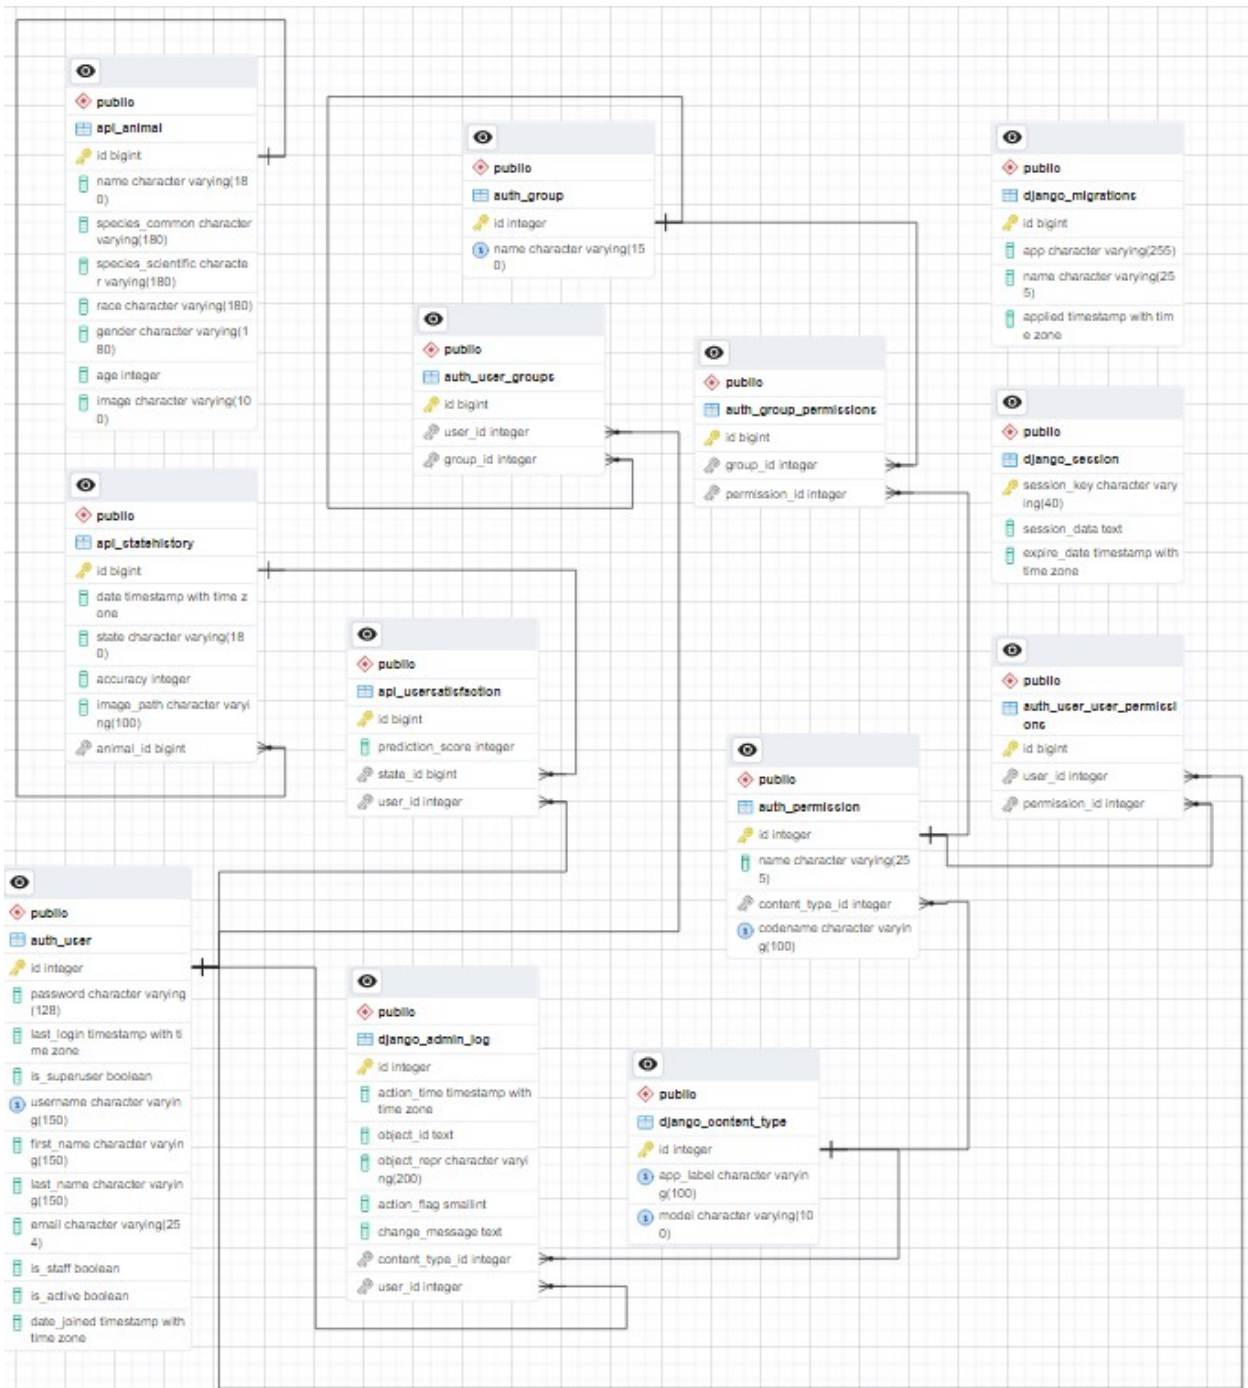 public
api_animal
id bigint
name character varying(18
0)
species_common character
varying(180)
species_scientific characte
r varying(180)
race character varying(180)
gender character varying(1
80)
age integer
image character varying(10
0)
public
auth_group
id integer
name character varying(15
0)
public
django_migrations
id bigint
app character varying(255)
name character varying(25
5)
applied timestamp with tim
e zone
public
auth_user_groups
id bigint
user_id integer
group_id integer
public
auth_group_permissions
id bigint
group_id integer
permission_id integer
public
django_session
session_key character vary
ing(40)
session_data text
expire_date timestamp with
time zone
public
api_statehistory
id bigint
date timestamp with time z
one
state character varying(18
0)
accuracy integer
image_path character varyi
ng(100)
animal_id bigint
public
api_usersatisfaction
id bigint
prediction_score integer
state_id bigint
user_id integer
public
auth_user_user_permissi
ons
id bigint
user_id integer
permission_id integer
public
auth_permission
id integer
name character varying(25
5)
content_type_id integer
codename character varyin
g(100)
public
auth_user
id integer
password character varying
(128)
last_login timestamp with ti
me zone
is_superuser boolean
username character varyin
g(150)
first_name character varyin
g(150)
last_name character varyin
g(150)
email character varying(25
4)
is_staff boolean
is_active boolean
date_joined timestamp with
time zone
public
django_admin_log
id integer
action_time timestamp with
time zone
object_id text
object_repr character varyi
ng(200)
action_flag smallint
change_message text
content_type_id integer
user_id integer
public
django_content_type
id integer
app_label character varyin
g(100)
model character varying(10
0)